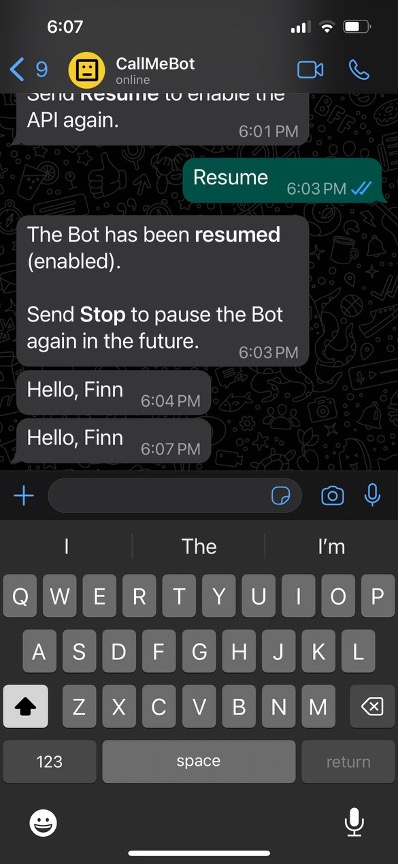 6:07
9
CallMeBot
online
Send Resume to enable the
API again.
6:01 PM
Resume
6:03 PM
The Bot has been resumed
(enabled).
Send Stop to pause the Bot
again in the future.
6:03 PM
Hello, Finn
6:04 PM
Hello, Finn
6:07 PM
I The I'm
Q W E R T Y U I O P
A S D F G H J K L
Z X C V B N M
123 space return